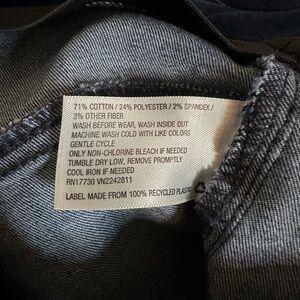 71% COTTON / 24% POLYESTER / 2% SPANDEX /
3% OTHER FIBER
WASH BEFORE WEAR, WASH INSIDE OUT
MACHINE WASH COLD WITH LIKE COLORS
GENTLE CYCLE
ONLY NON-CHLORINE BLEACH IF NEEDED
TUMBLE DRY LOW, REMOVE PROMPTLY
COOL IRON IF NEEDED
RN17730 VN2242811
LABEL MADE FROM 100% RECYCLED PLASTIC